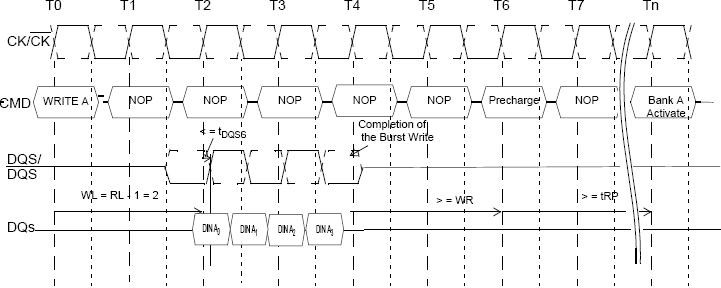 T0 T1 T2 T3 T4 T5 T6 T7 Tn
CK/CK
CMD WRITE A NOP NOP NOP NOP NOP Precharge NOP Bank A
Activate
< = tDQSS
Completion of
the Burst Write
DQS/
DQS
WL = RL - 1 = 2
> = WR
> = tRP
DQs DINA0 DINA1 DINA2 DINA3